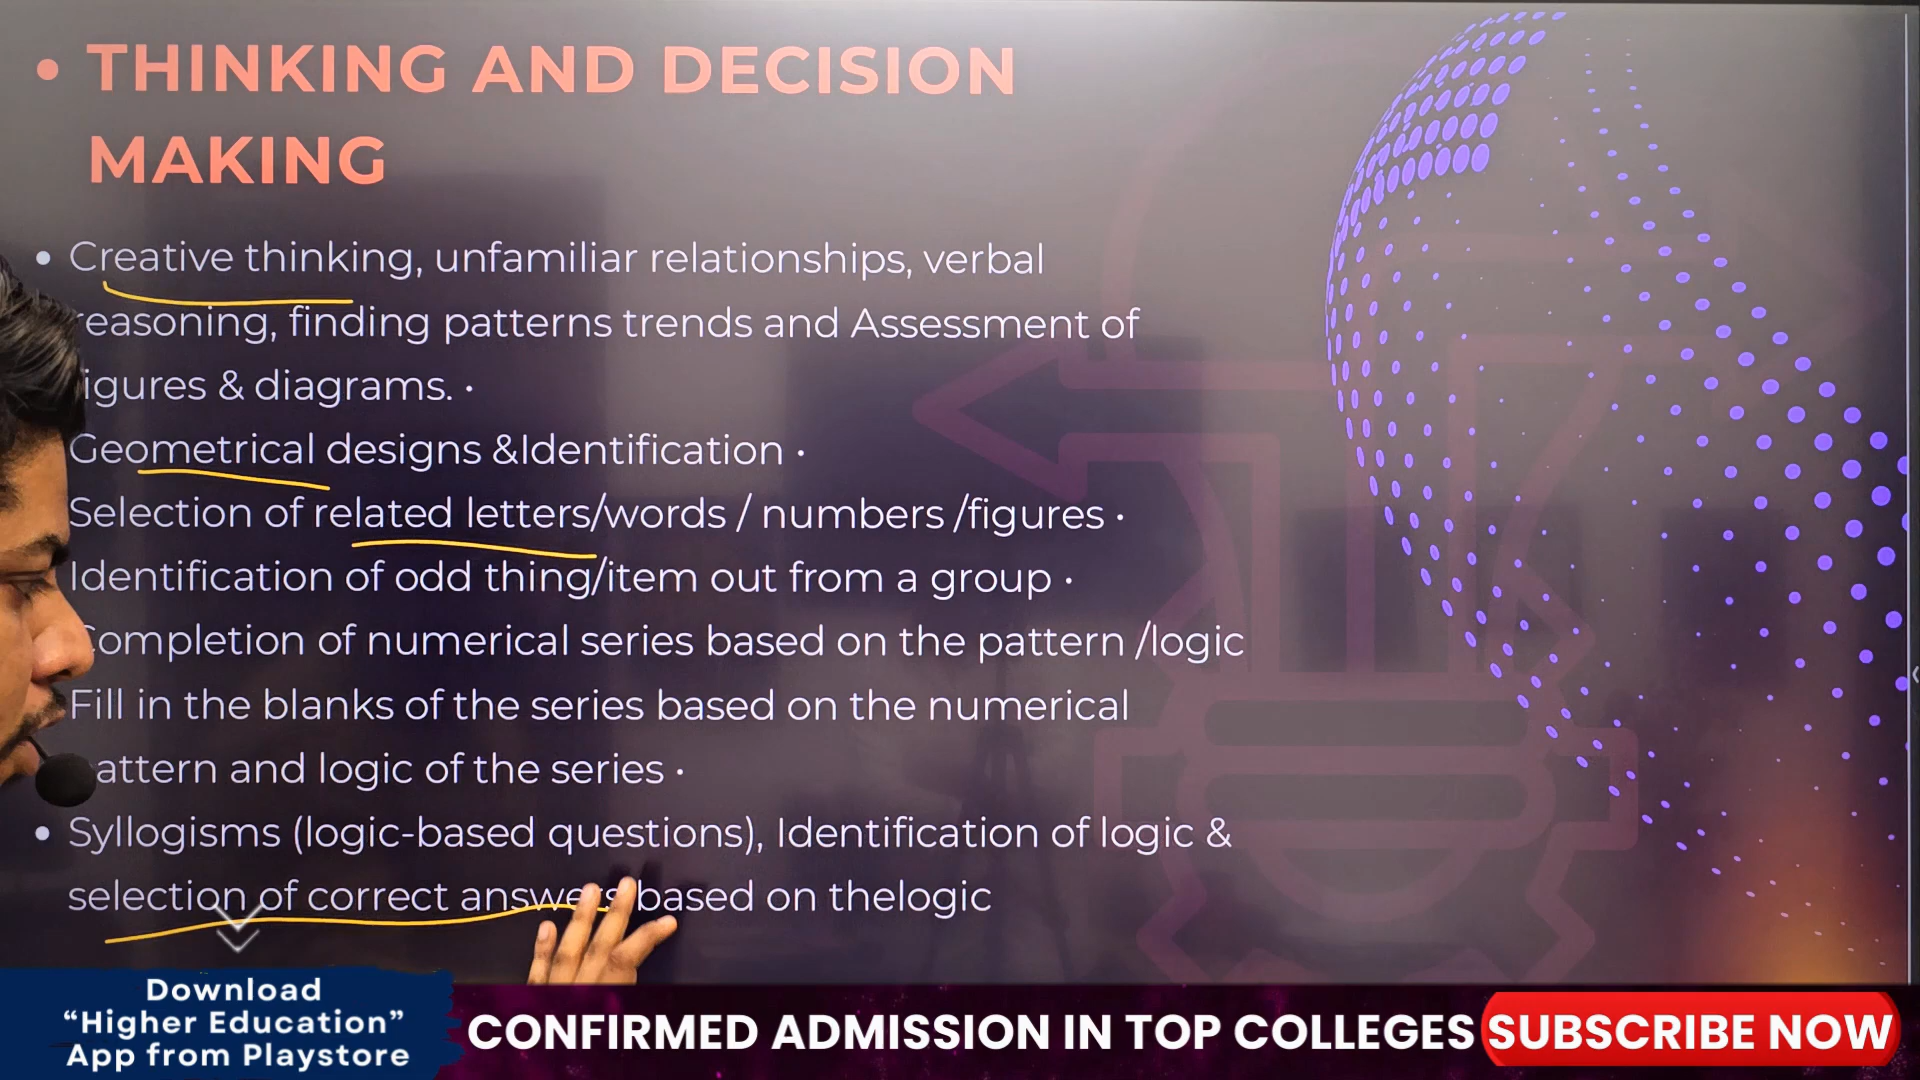 • THINKING AND DECISION
MAKING
• Creative thinking, unfamiliar relationships, verbal
reasoning, finding patterns trends and Assessment of
igures & diagrams. •
Geometrical designs &Identification •
Selection of related letters/words / numbers /figures •
Identification of odd thing/item out from a group •
Completion of numerical series based on the pattern /logic
Fill in the blanks of the series based on the numerical
attern and logic of the series •
• Syllogisms (logic-based questions), Identification of logic &
selection of correct answers based on thelogic
Download
“Higher Education”
App from Playstore
CONFIRMED ADMISSION IN TOP COLLEGES
SUBSCRIBE NOW